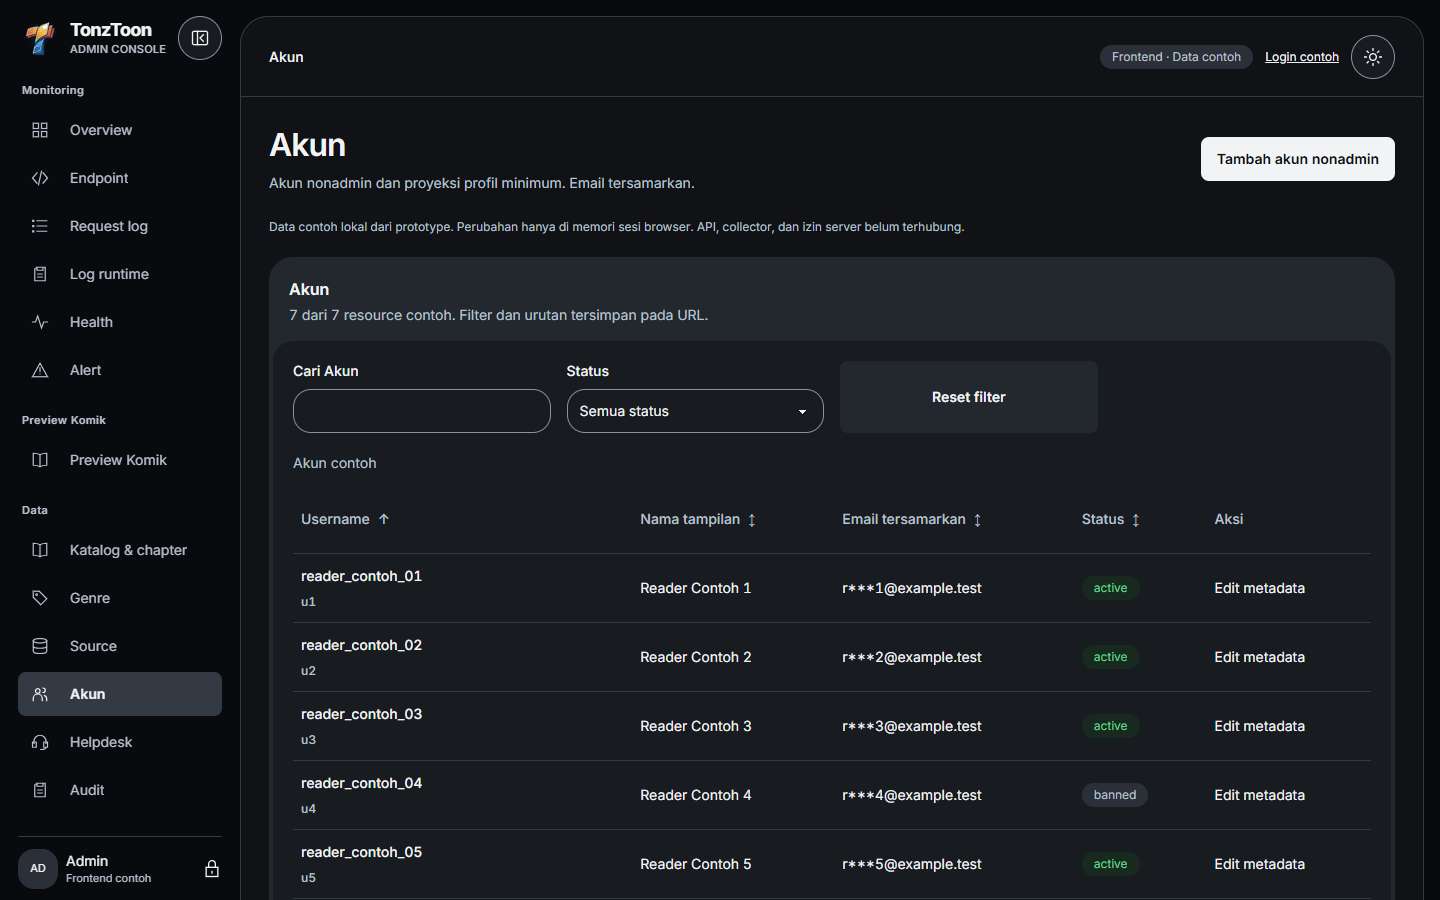 TonzToon
ADMIN CONSOLE
Monitoring
Overview
Endpoint
Request log
Log runtime
Health
Alert
Preview Komik
Preview Komik
Data
Katalog & chapter
Genre
Source
Akun
Helpdesk
Audit
AD
Admin
Frontend contoh
Akun
Frontend · Data contoh
Login contoh
Akun
Akun nonadmin dan proyeksi profil minimum. Email tersamarkan.
Tambah akun nonadmin
Data contoh lokal dari prototype. Perubahan hanya di memori sesi browser. API, collector, dan izin server belum terhubung.
Akun
7 dari 7 resource contoh. Filter dan urutan tersimpan pada URL.
Cari Akun
Status
Semua status
Reset filter
Akun contoh
Username ↑ Nama tampilan ↕ Email tersamarkan ↕ Status ↕ Aksi
reader_contoh_01
u1
Reader Contoh 1
r***1@example.test
active
Edit metadata
reader_contoh_02
u2
Reader Contoh 2
r***2@example.test
active
Edit metadata
reader_contoh_03
u3
Reader Contoh 3
r***3@example.test
active
Edit metadata
reader_contoh_04
u4
Reader Contoh 4
r***4@example.test
banned
Edit metadata
reader_contoh_05
u5
Reader Contoh 5
r***5@example.test
active
Edit metadata